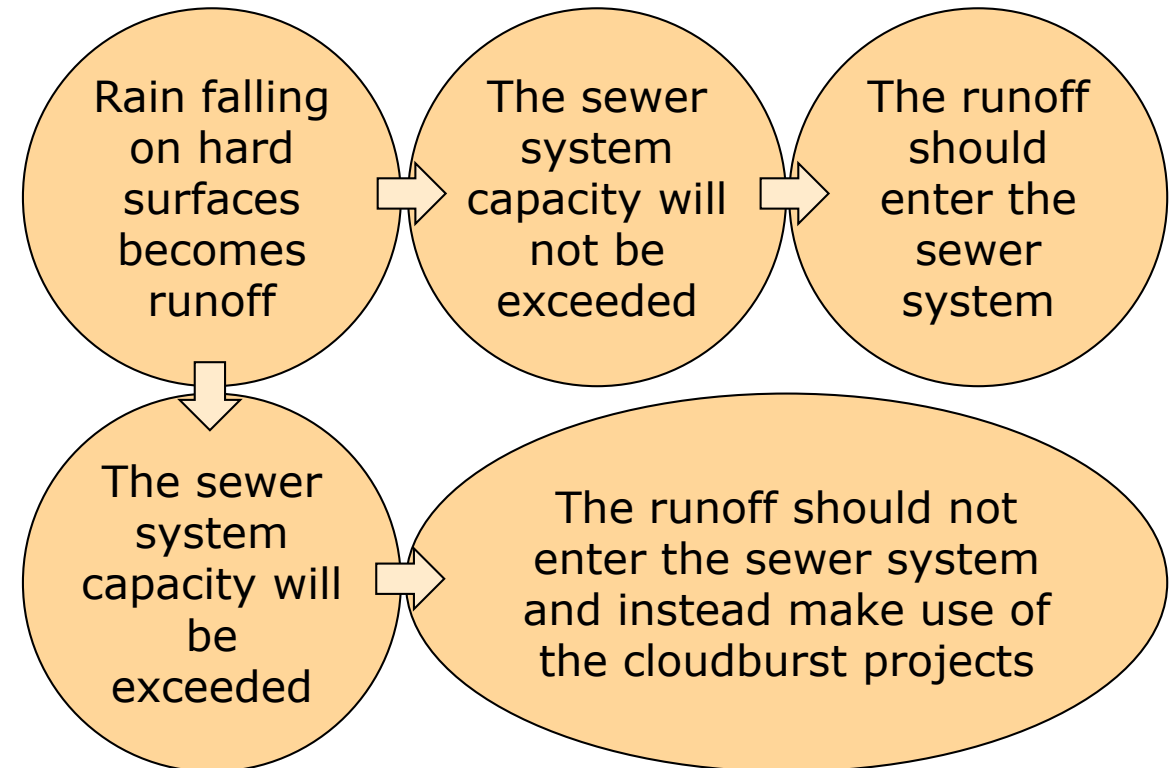 Rain falling
on hard
surfaces
becomes
runoff
The sewer
system
capacity will
not be
exceeded
The runoff
should
enter the
sewer
system
The sewer
system
capacity will
be
exceeded
The runoff should not
enter the sewer system
and instead make use of
the cloudburst projects